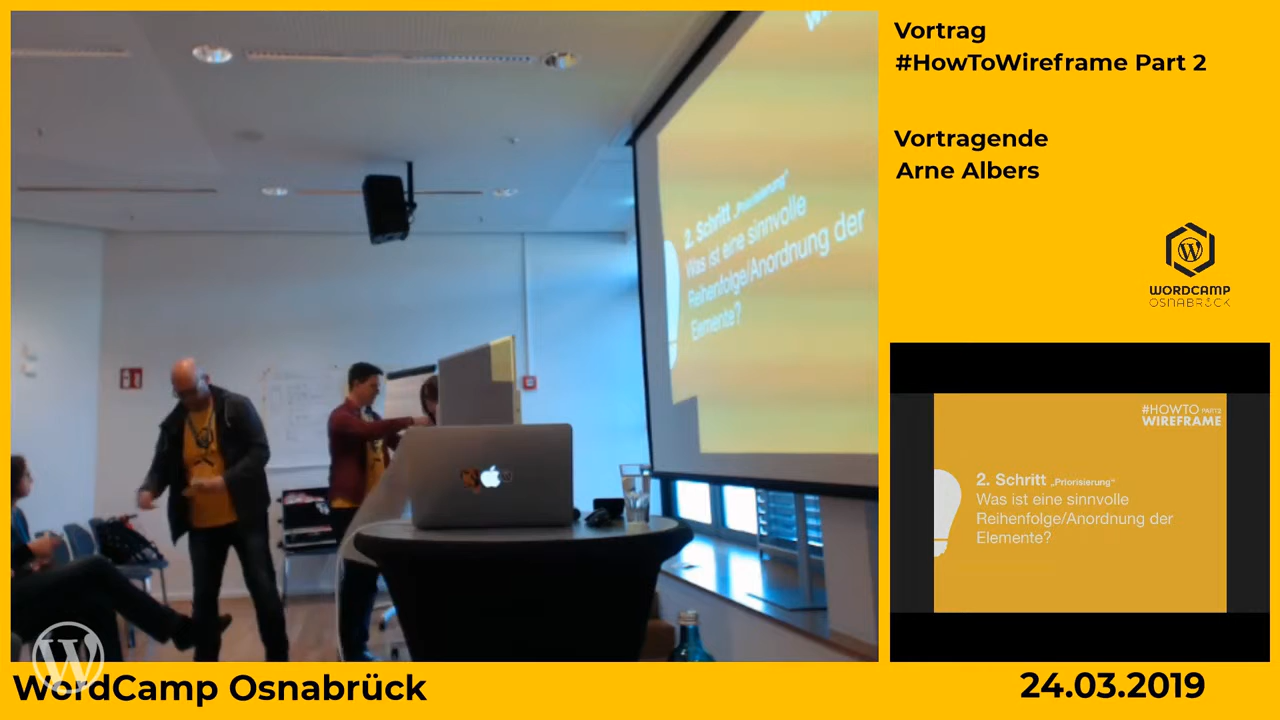 Vortrag
#HowToWireframe Part 2
Vortragende
Arne Albers
WORDCAMP
OSNABRÜCK
2. Schritt „Priorisierung“
Was ist eine sinnvolle
Reihenfolge/Anordnung der
Elemente?
#HOWTO PART2
WIREFRAME
2. Schritt „Priorisierung“
Was ist eine sinnvolle
Reihenfolge/Anordnung der
Elemente?
WordCamp Osnabrück
24.03.2019